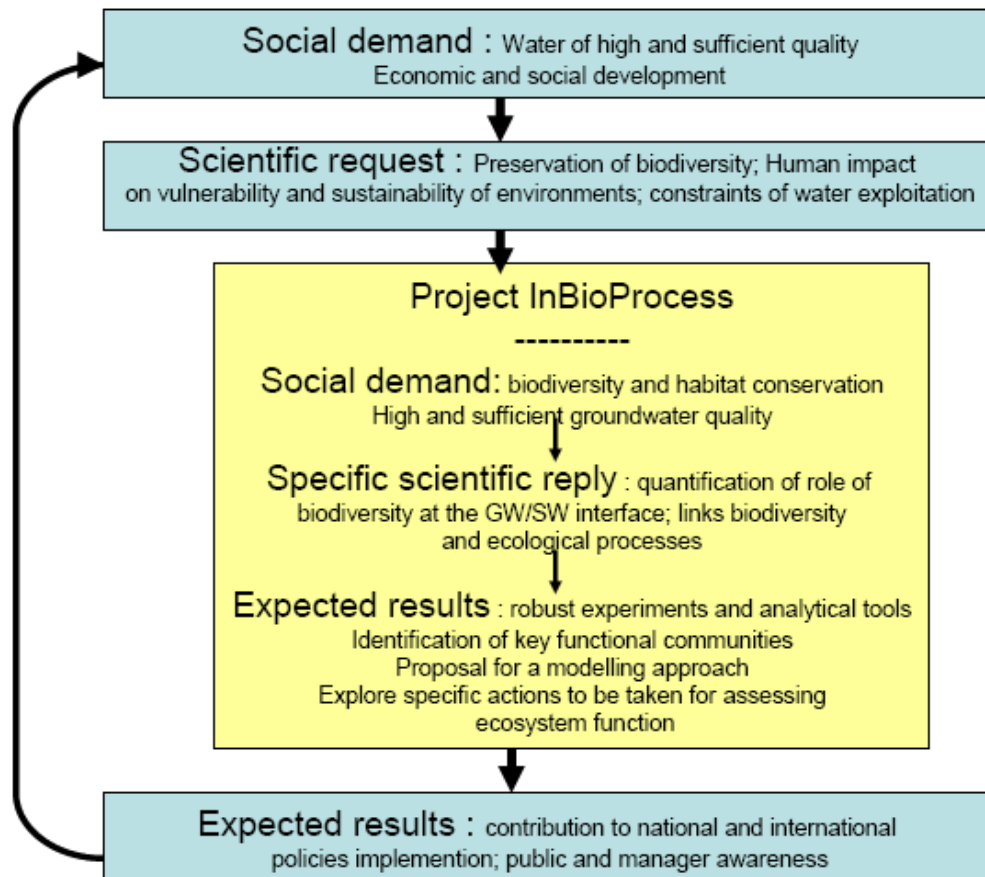 Social demand : Water of high and sufficient quality
Economic and social development
Scientific request : Preservation of biodiversity; Human impact
on vulnerability and sustainability of environments; constraints of water exploitation
Project InBioProcess
----------
Social demand: biodiversity and habitat conservation
High and sufficient groundwater quality
Specific scientific reply : quantification of role of
biodiversity at the GW/SW interface; links biodiversity
and ecological processes
Expected results : robust experiments and analytical tools
Identification of key functional communities
Proposal for a modelling approach
Explore specific actions to be taken for assessing
ecosystem function
Expected results : contribution to national and international
policies implemention; public and manager awareness